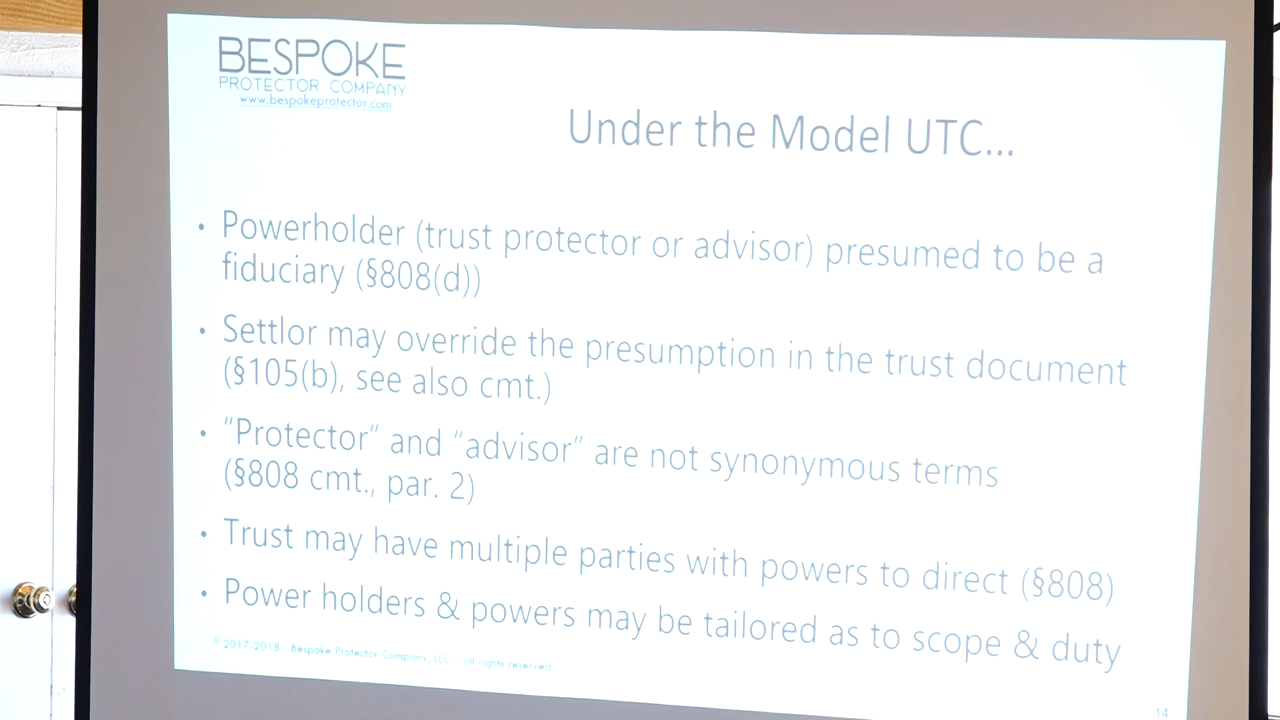 BESPOKE
PROTECTOR COMPANY
www.bespokeprotector.com
Under the Model UTC...
• Powerholder (trust protector or advisor) presumed to be a
fiduciary (§808(d))
• Settlor may override the presumption in the trust document
(§105(b), see also cmt.)
• “Protector” and “advisor” are not synonymous terms
(§808 cmt., par. 2)
• Trust may have multiple parties with powers to direct (§808)
• Power holders & powers may be tailored as to scope & duty
© 2017-2018 - Bespoke Protector Company, LLC - all rights reserved
14